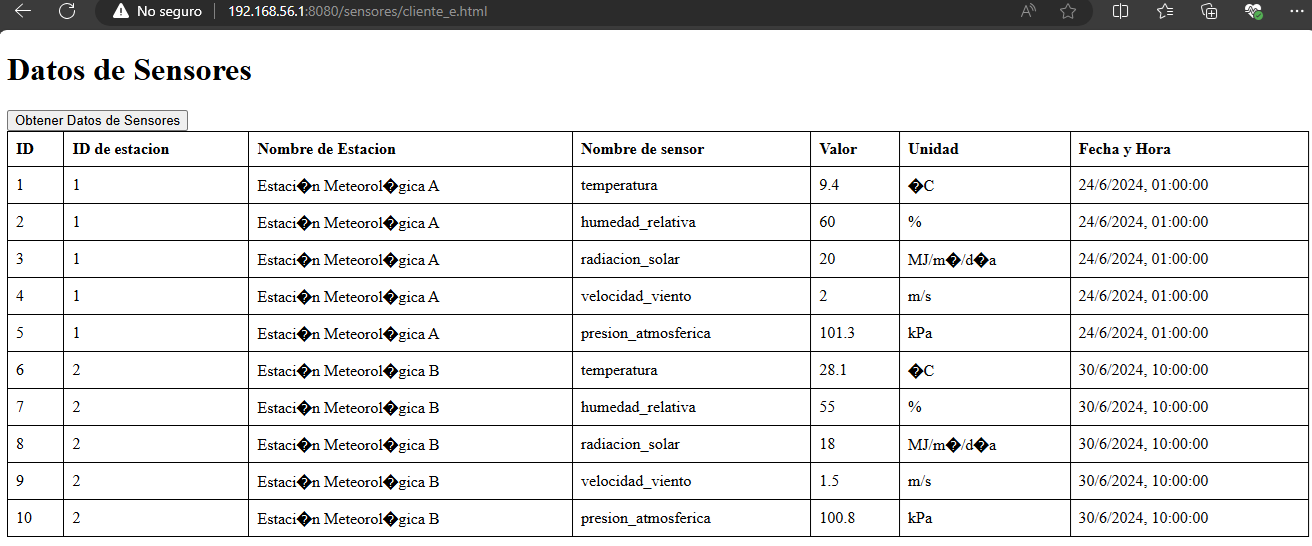 No seguro 192.168.56.1:8080/sensores/cliente_e.html
Datos de Sensores
Obtener Datos de Sensores
ID ID de estacion Nombre de Estacion Nombre de sensor Valor Unidad Fecha y Hora
1 1 Estaci�n Meteorol�gica A temperatura 9.4 �C 24/6/2024, 01:00:00
2 1 Estaci�n Meteorol�gica A humedad_relativa 60 % 24/6/2024, 01:00:00
3 1 Estaci�n Meteorol�gica A radiacion_solar 20 MJ/m�/d�a 24/6/2024, 01:00:00
4 1 Estaci�n Meteorol�gica A velocidad_viento 2 m/s 24/6/2024, 01:00:00
5 1 Estaci�n Meteorol�gica A presion_atmosferica 101.3 kPa 24/6/2024, 01:00:00
6 2 Estaci�n Meteorol�gica B temperatura 28.1 �C 30/6/2024, 10:00:00
7 2 Estaci�n Meteorol�gica B humedad_relativa 55 % 30/6/2024, 10:00:00
8 2 Estaci�n Meteorol�gica B radiacion_solar 18 MJ/m�/d�a 30/6/2024, 10:00:00
9 2 Estaci�n Meteorol�gica B velocidad_viento 1.5 m/s 30/6/2024, 10:00:00
10 2 Estaci�n Meteorol�gica B presion_atmosferica 100.8 kPa 30/6/2024, 10:00:00